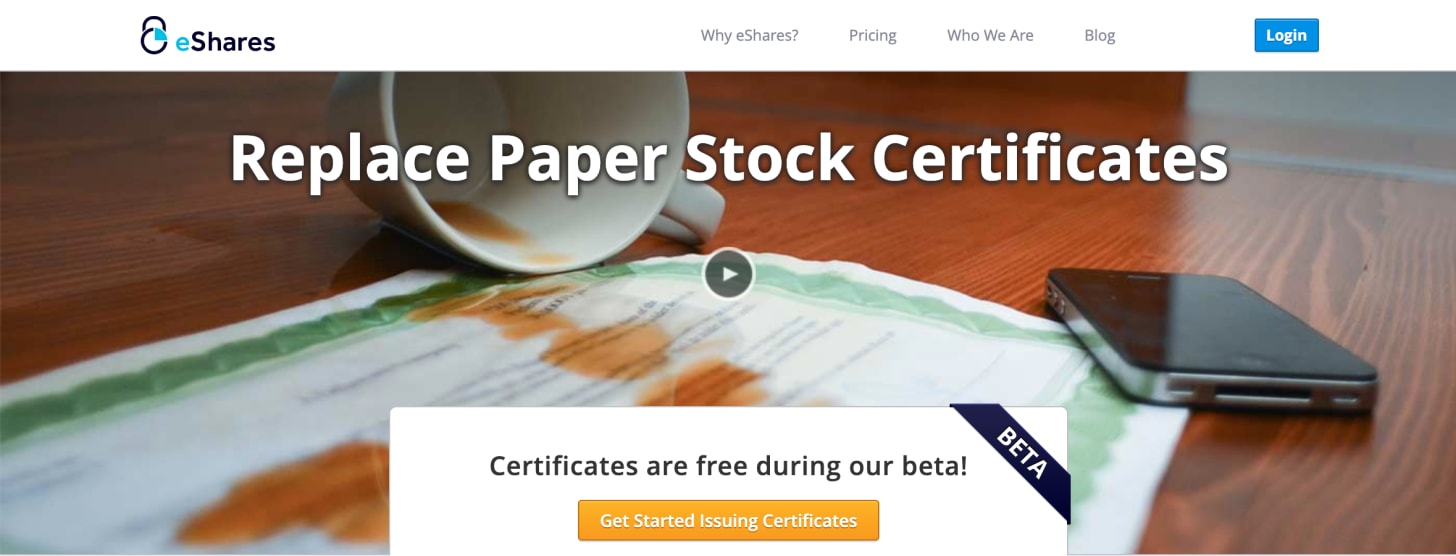 eShares
Why eShares?
Pricing
Who We Are
Blog
Login
Replace Paper Stock Certificates
BETA
Certificates are free during our beta!
Get Started Issuing Certificates